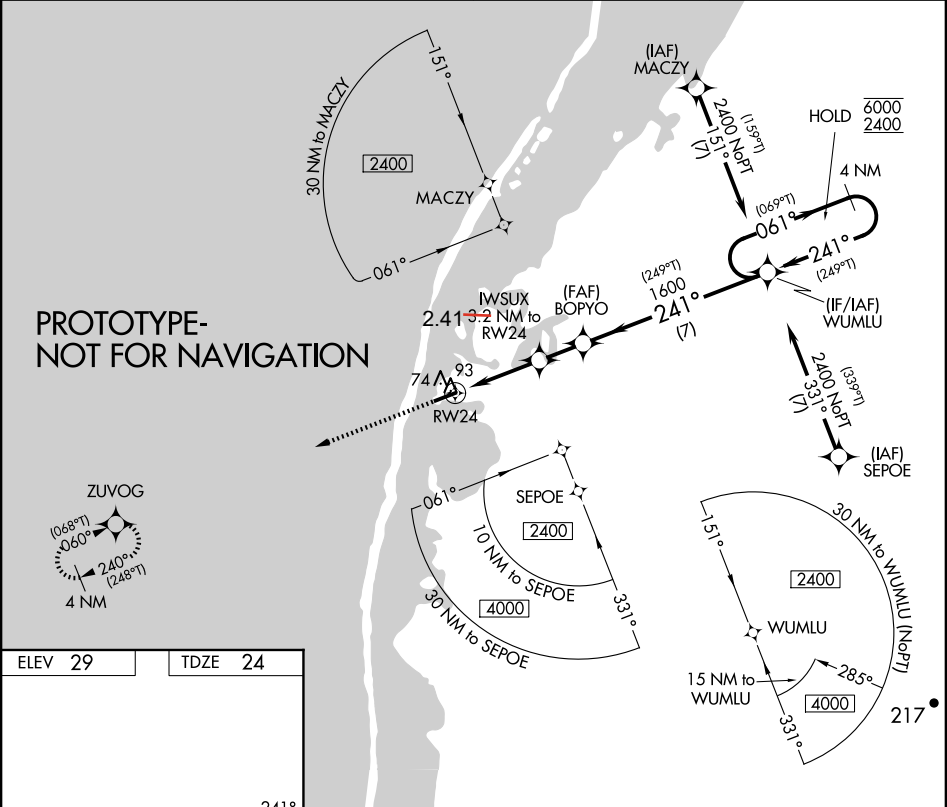 151°
30 NM to MACZY
2400
MACZY
061°
(IAF)
MACZY
2400 NoPT
151°
(159°T)
(7)
HOLD
6000
2400
4 NM
(069°T)
061°
241°
(249°T)
(IF/IAF)
WUMLU
(249°T)
1600
241°
(7)
(FAF)
BOPYO
IWSUX
2.41 3.2 NM to
RW24
PROTOTYPE-
NOT FOR NAVIGATION
74
93
RW24
2400 NoPT
331°
(339°T)
(7)
(IAF)
SEPOE
ZUVOG
(068°T)
060°
240°
(248°T)
4 NM
061°
SEPOE
2400
10 NM to SEPOE
4000
30 NM to SEPOE
331°
151°
30 NM to WUMLU (NoPT)
2400
WUMLU
15 NM to
WUMLU
285°
4000
331°
217
ELEV 29
TDZE 24
241°